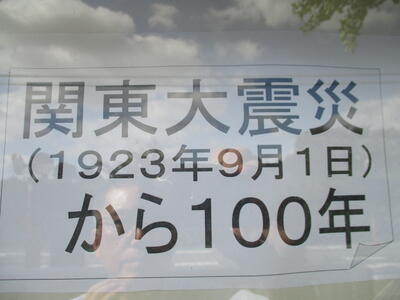 関東大震災
（1923年9月1日）
から100年